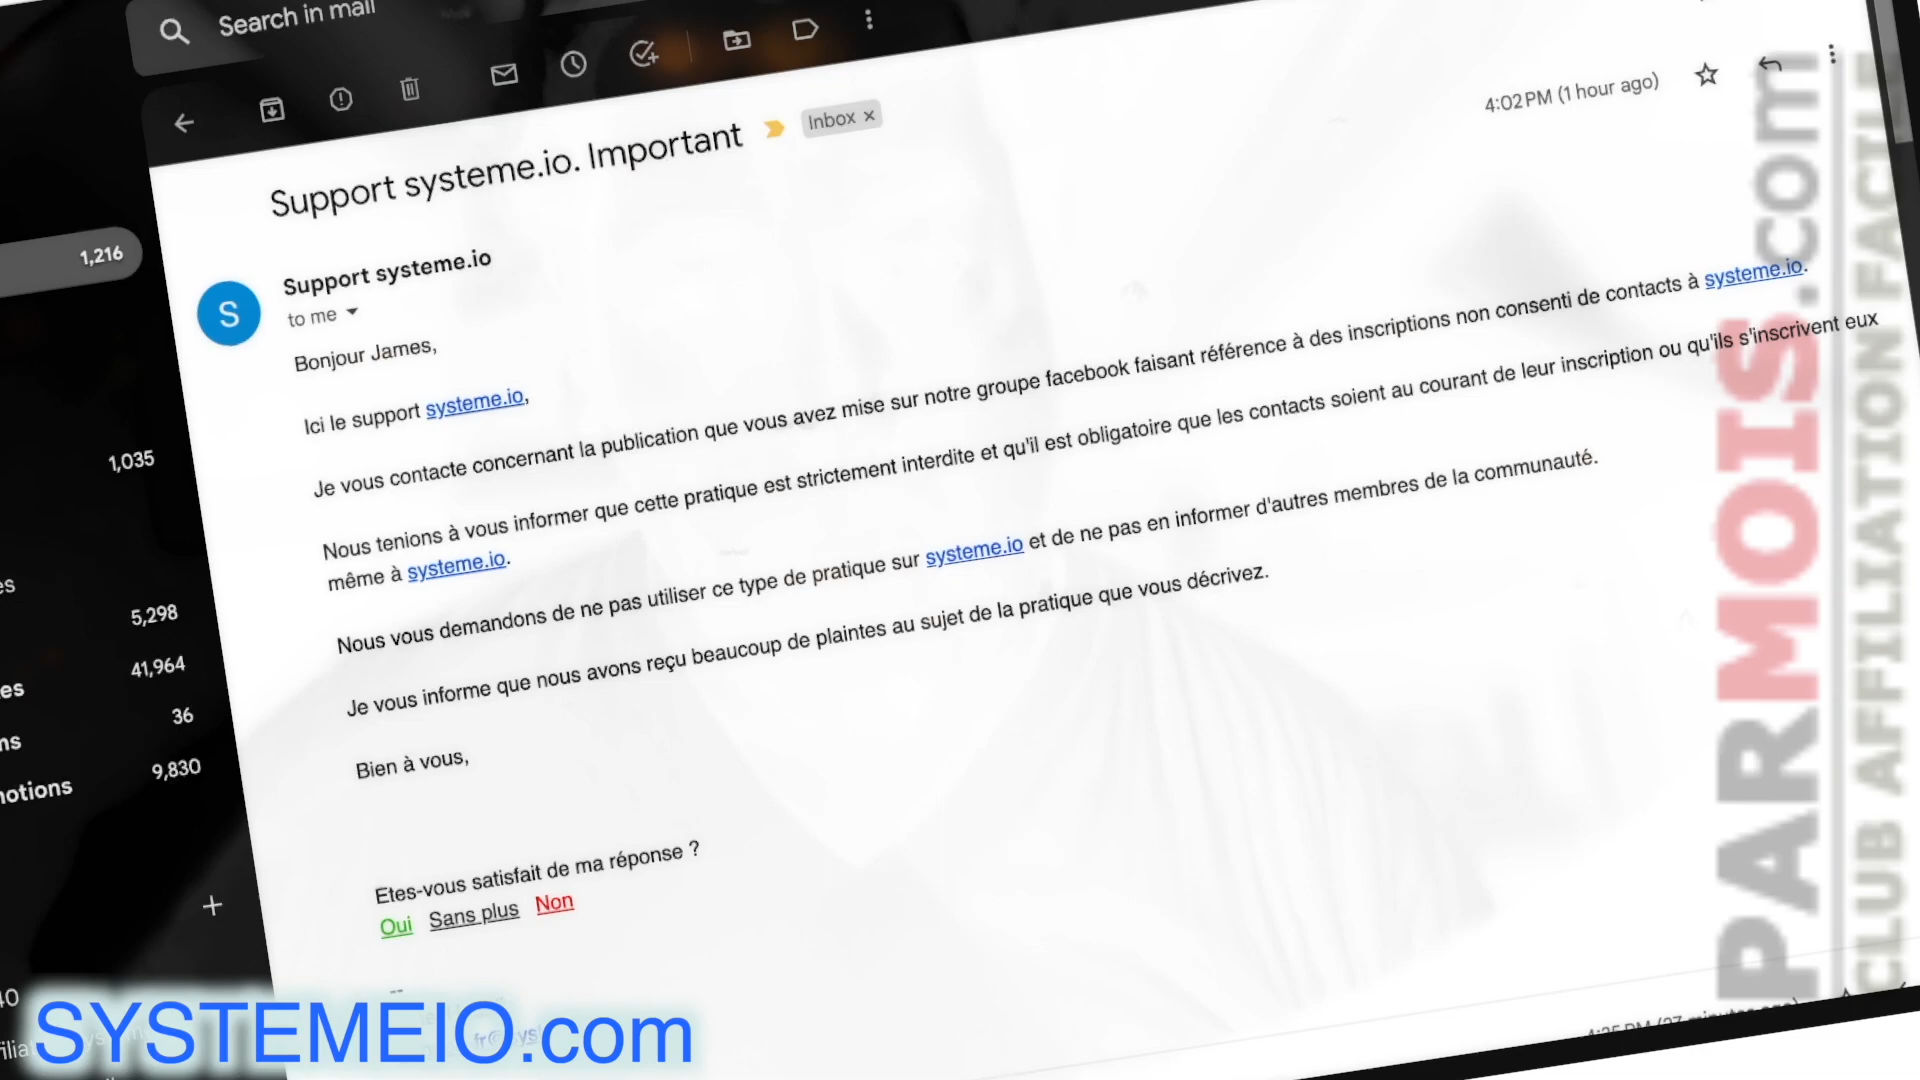 Search in mail
Support systeme.io. Important
Inbox ×
4:02 PM (1 hour ago)
1,216
Support systeme.io
S
to me
Bonjour James,
Ici le support systeme.io,
Je vous contacte concernant la publication que vous avez mise sur notre groupe facebook faisant référence à des inscriptions non consenti de contacts à systeme.io.
Nous tenions à vous informer que cette pratique est strictement interdite et qu'il est obligatoire que les contacts soient au courant de leur inscription ou qu'ils s'inscrivent eux
même à systeme.io.
Nous vous demandons de ne pas utiliser ce type de pratique sur systeme.io et de ne pas en informer d'autres membres de la communauté.
Je vous informe que nous avons reçu beaucoup de plaintes au sujet de la pratique que vous décrivez.
Bien à vous,
Etes-vous satisfait de ma réponse ?
Oui Sans plus Non
--
1,035
es
5,298
es 41,964
ns 36
notions 9,830
+
SYSTEMEIO.com
PARMOIS.com
CLUB AFFILIATION FACILE